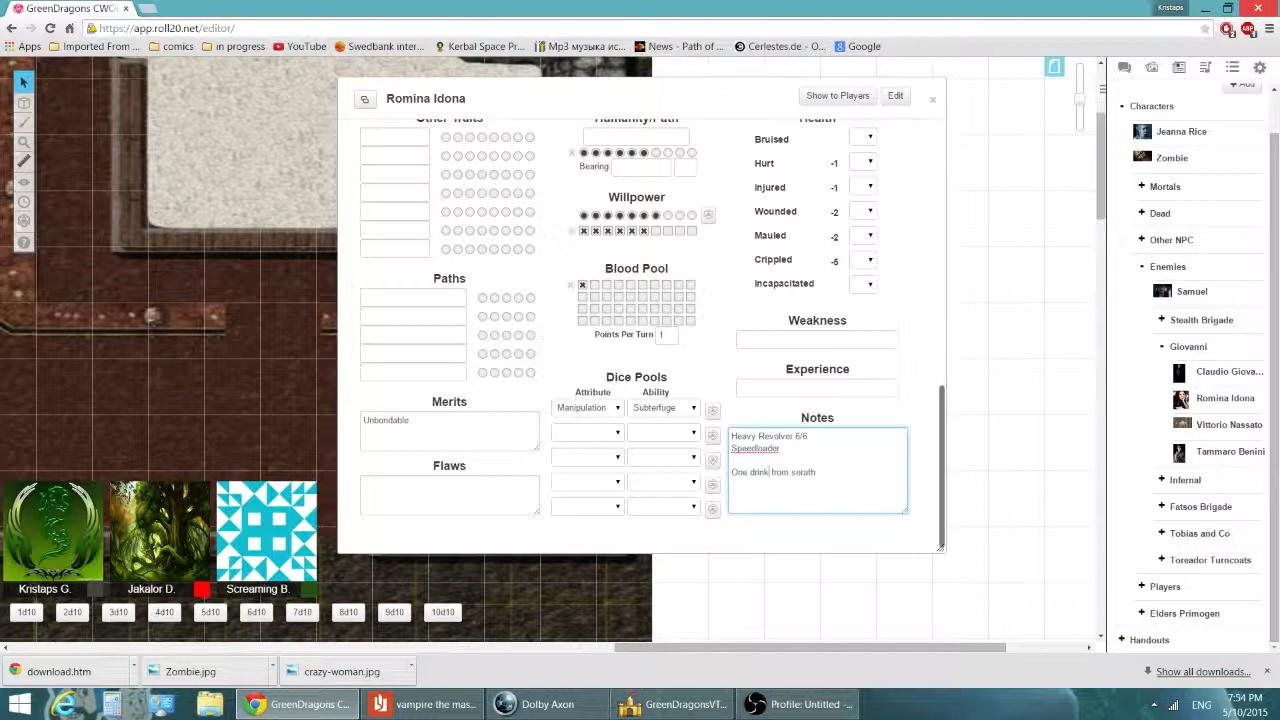 GreenDragons CWO
Kristaps
https://app.roll20.net/editor/
Apps
Imported From ...
comics
YouTube
Swedbank inter...
Kerbal Space Pr...
Мр3 музыка ис...
News - Path of ...
Cerlestes.de :: ...
Google
Romina Idona
Show to Players
Edit
+ Add
Other Traits
Humanity/Path
Bearing
Willpower
Blood Pool
Points Per Turn 1
Health
Bruised
Hurt -1
Injured -1
Wounded -2
Mauled -2
Crippled -5
Incapacitated
Paths
Weakness
Experience
Dice Pools
Attribute Ability
Manipulation Subterfuge
Merits
Unbondable
Flaws
Notes
Heavy Revolver 6/6
Speedloader
One drink from serath
Characters
Jeanna Rice
Zombie
Mortals
Dead
Other NPC
Enemies
Samuel
Stealth Brigade
Giovanni
Claudio Giova...
Romina Idona
Vittorio Nassato
Tammaro Benini
Infernal
Fatsos Brigade
Tobias and Co
Toreador Turncoats
Players
Elders Primogen
Handouts
Kristaps G.
Jakalor D.
Screaming B.
1d10
2d10
3d10
4d10
5d10
6d10
7d10
8d10
9d10
10d10
download.htm
Zombie.jpg
crazy-woman.jpg
Show all downloads...
GreenDragons C...
vampire the mas...
Dolby Axon
GreenDragonsVT...
Profile: Untitled - ...
7:54 PM
5/10/2015